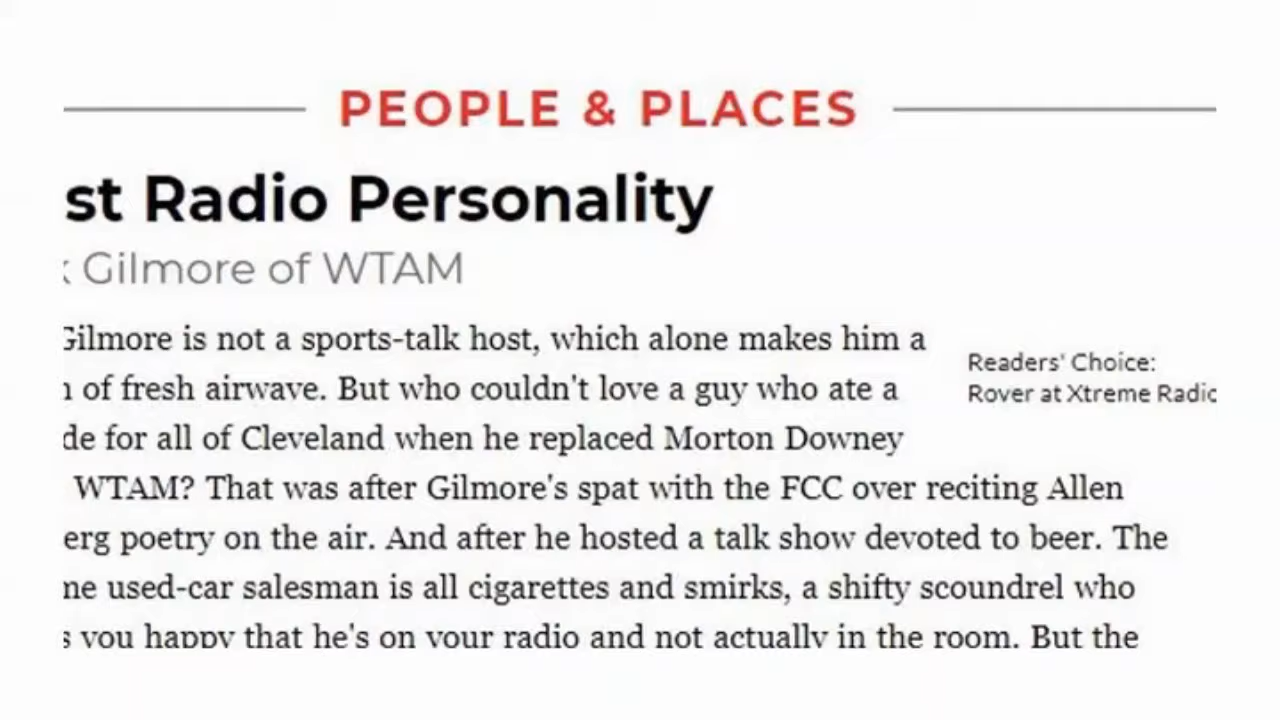 PEOPLE & PLACES
st Radio Personality
Gilmore of WTAM
Gilmore is not a sports-talk host, which alone makes him a
of fresh airwave. But who couldn't love a guy who ate a
de for all of Cleveland when he replaced Morton Downey
WTAM? That was after Gilmore's spat with the FCC over reciting Allen
erg poetry on the air. And after he hosted a talk show devoted to beer. The
me used-car salesman is all cigarettes and smirks, a shifty scoundrel who
s you happy that he's on your radio and not actually in the room. But the
Readers' Choice:
Rover at Xtreme Radio